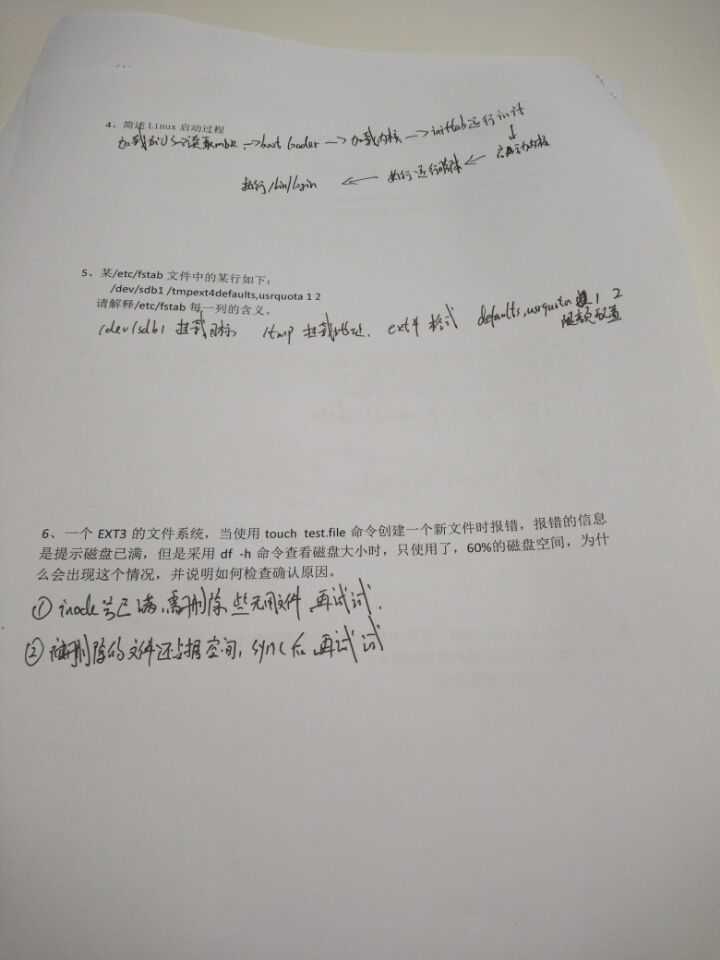 4、简述 Linux 启动过程
加载BIOS→读取mbr→boot loader→加载内核→inittab运行init
↓
执行/bin/login ← 执行运行 ← 内核
5、某/etc/fstab 文件中的某行如下：
/dev/sdb1 /tmpext4defaults,usrquota 1 2
请解释/etc/fstab 每一列的含义。
/dev/sdb1 挂载目标 /tmp 挂载地址. ext4 格式 defaults,usrquota 1 2
配置
6、一个 EXT3 的文件系统，当使用 touch test.file 命令创建一个新文件时报错，报错的信息
是提示磁盘已满，但是采用 df -h 命令查看磁盘大小时，只使用了，60%的磁盘空间，为什
么会出现这个情况，并说明如何检查确认原因。
① inode号已满，需删除些无用文件 再试试.
② 被删除的文件还占据空间，sync后 再试试